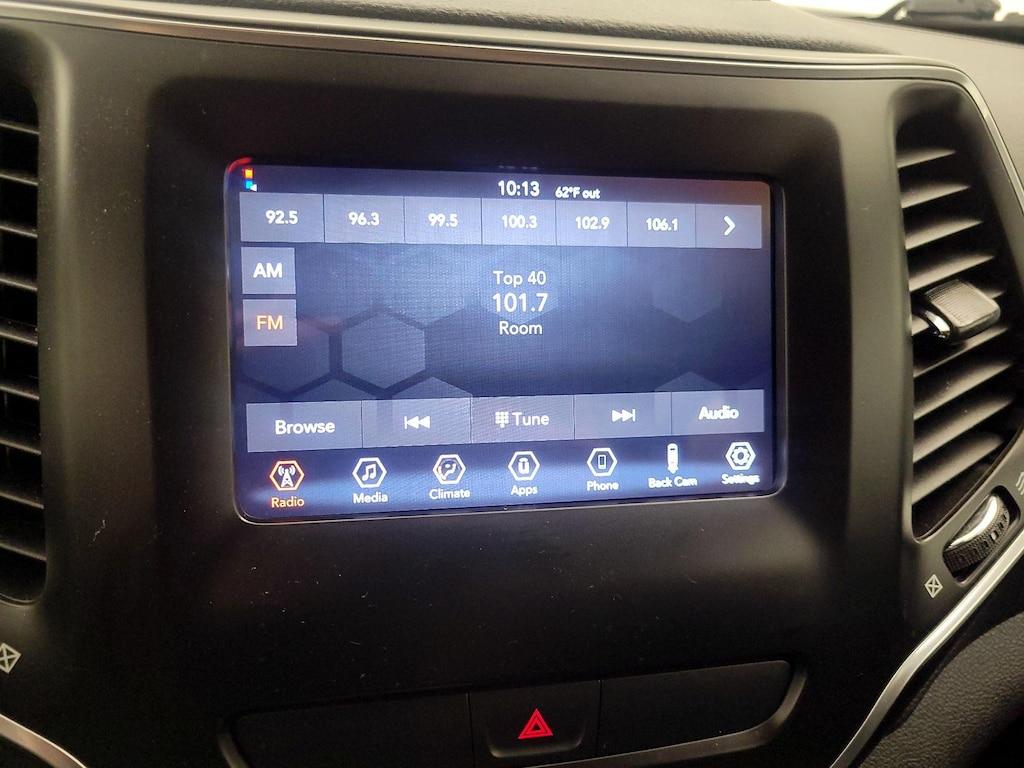 10:13 62°F out
92.5 96.3 99.5 100.3 102.9 106.1
AM
FM
Top 40
101.7
Room
Browse Tune Audio
Radio Media Climate Apps Phone Back Cam Settings